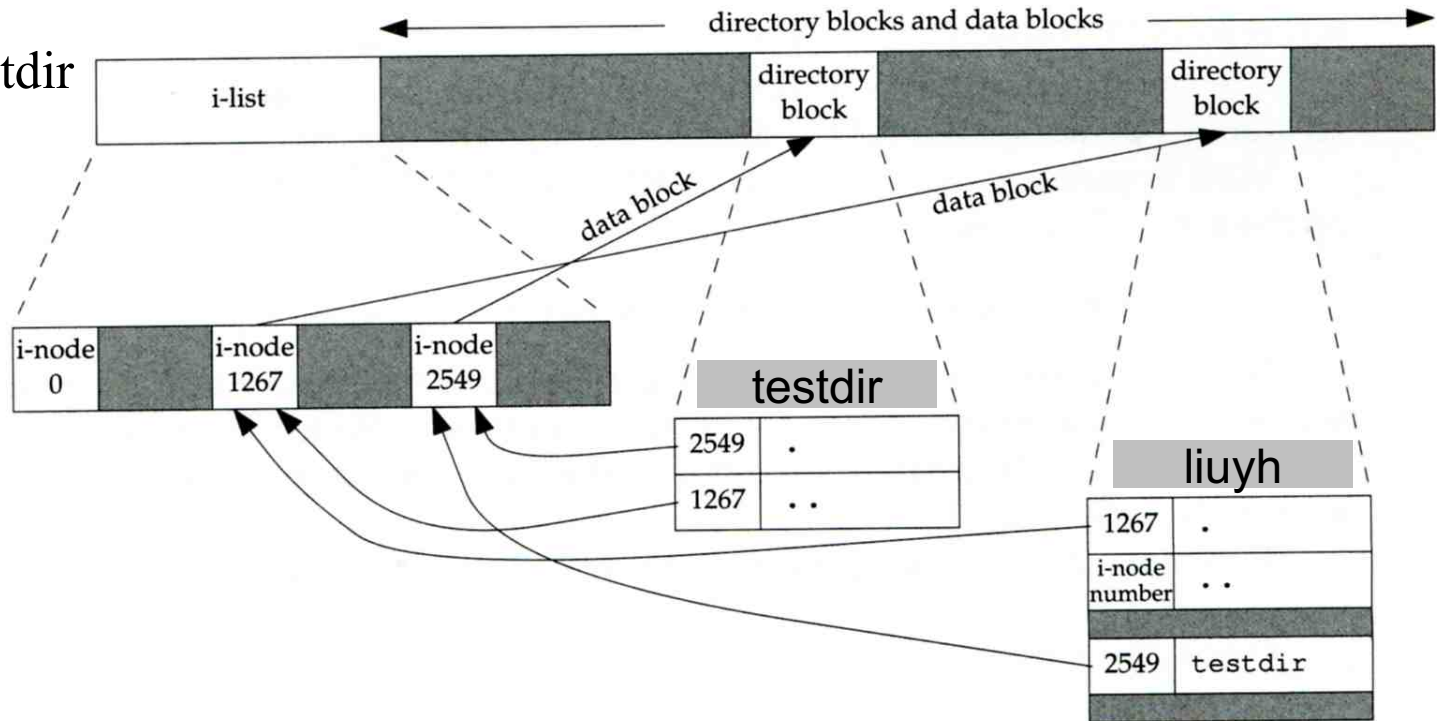 directory blocks and data blocks
tdir
i-list
directory
block
directory
block
data block
data block
i-node
0
i-node
1267
i-node
2549
testdir
2549 .
1267 ..
liuyh
1267 .
i-node
number ..
2549 testdir